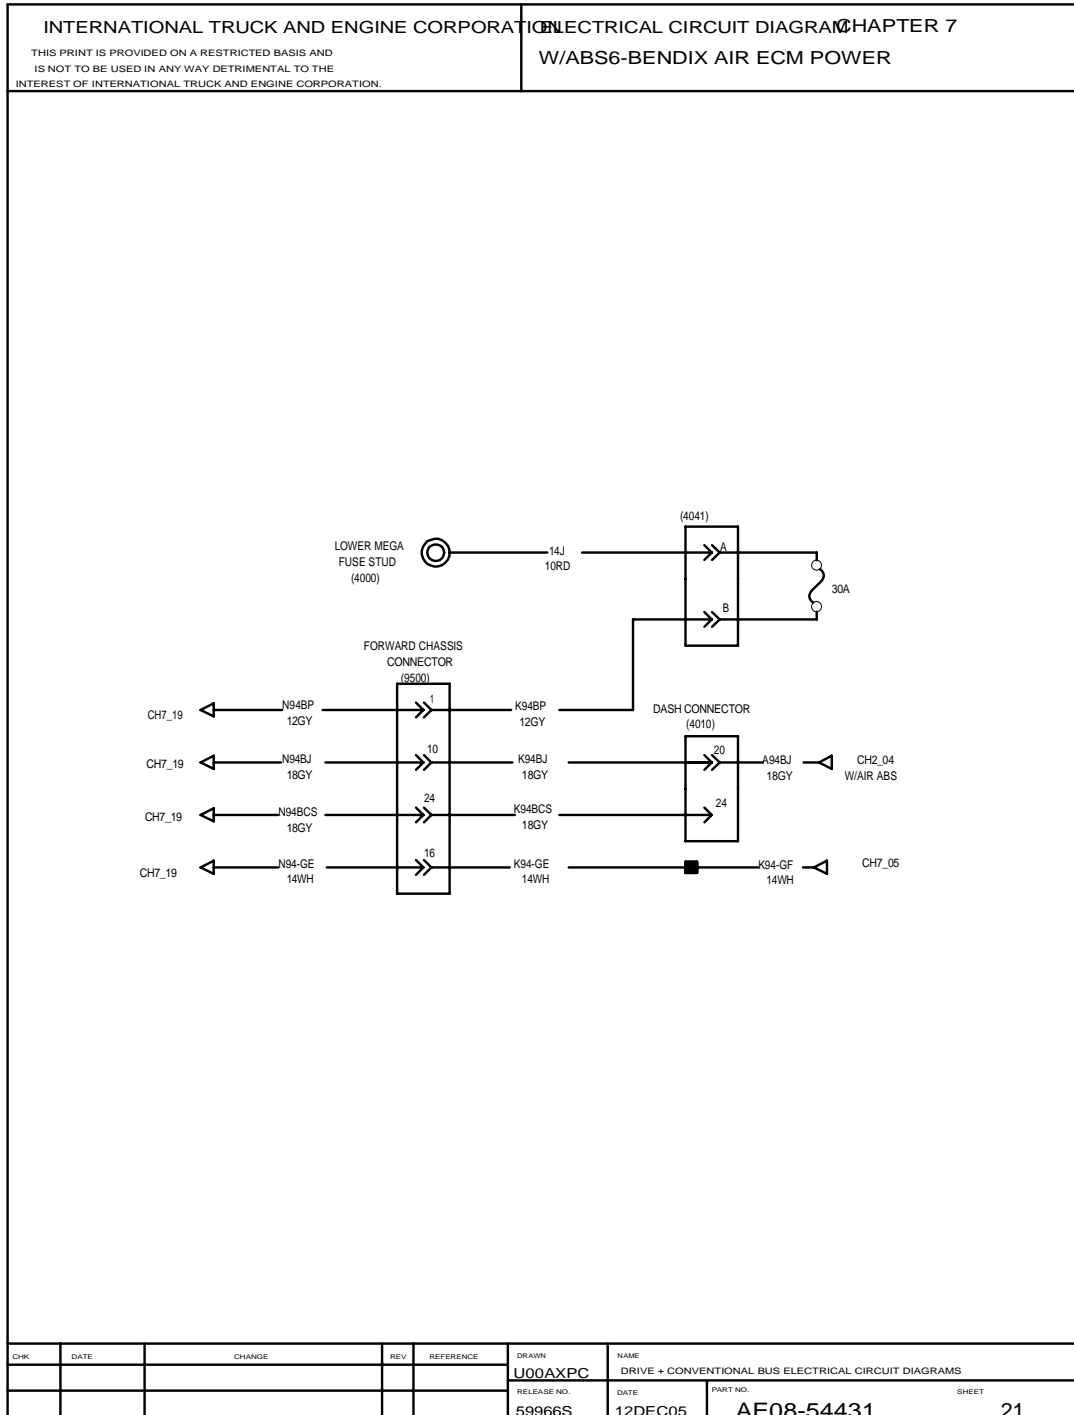 INTERNATIONAL TRUCK AND ENGINE CORPORATION
THIS PRINT IS PROVIDED ON A RESTRICTED BASIS AND
IS NOT TO BE USED IN ANY WAY DETRIMENTAL TO THE
INTEREST OF INTERNATIONAL TRUCK AND ENGINE CORPORATION.
ELECTRICAL CIRCUIT DIAGRAM
CHAPTER 7
W/ABS6-BENDIX AIR ECM POWER
(4041)
LOWER MEGA
FUSE STUD
(4000)
14J
10RD
A
30A
B
FORWARD CHASSIS
CONNECTOR
(9500)
CH7_19
N94BP
12GY
1
K94BP
12GY
DASH CONNECTOR
(4010)
CH7_19
N94BJ
18GY
10
K94BJ
18GY
20
A94BJ
18GY
CH2_04
W/AIR ABS
CH7_19
N94BCS
18GY
24
K94BCS
18GY
24
CH7_19
N94-GE
14WH
16
K94-GE
14WH
K94-GF
14WH
CH7_05
CHK
DATE
CHANGE
REV
REFERENCE
DRAWN
U00AXPC
NAME
DRIVE + CONVENTIONAL BUS ELECTRICAL CIRCUIT DIAGRAMS
RELEASE NO.
59966S
DATE
12DEC05
PART NO.
AE08-54431
SHEET
21